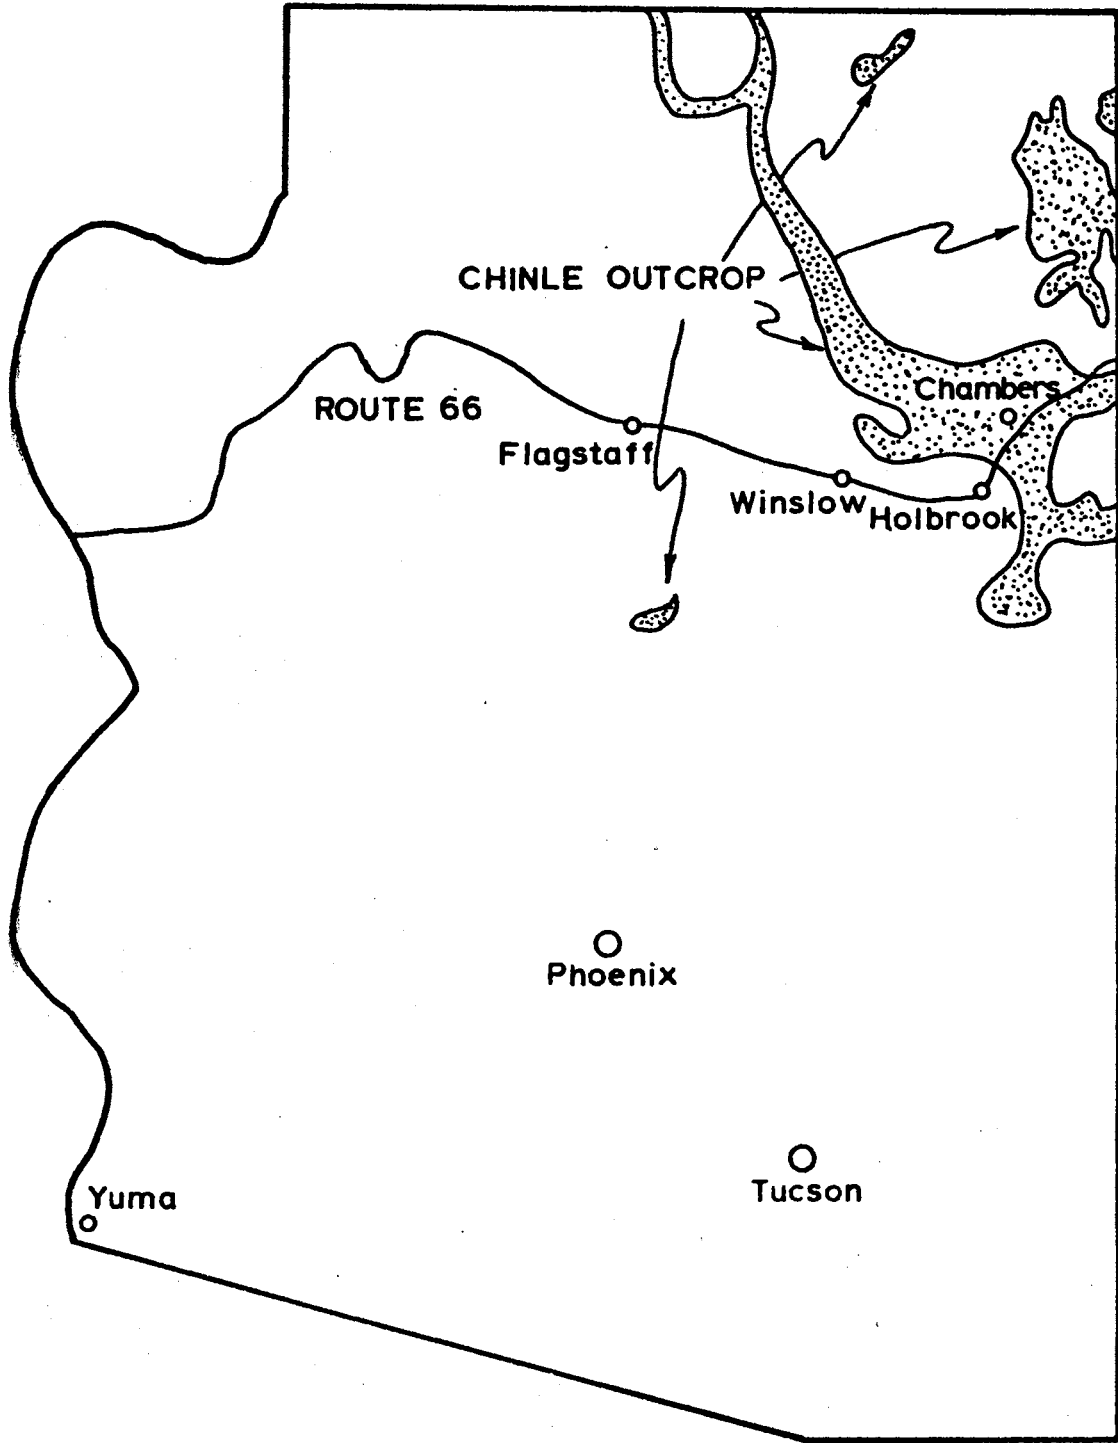 CHINLE OUTCROP
Chambers
ROUTE 66
Flagstaff
Winslow
Holbrook
Phoenix
Tucson
Yuma